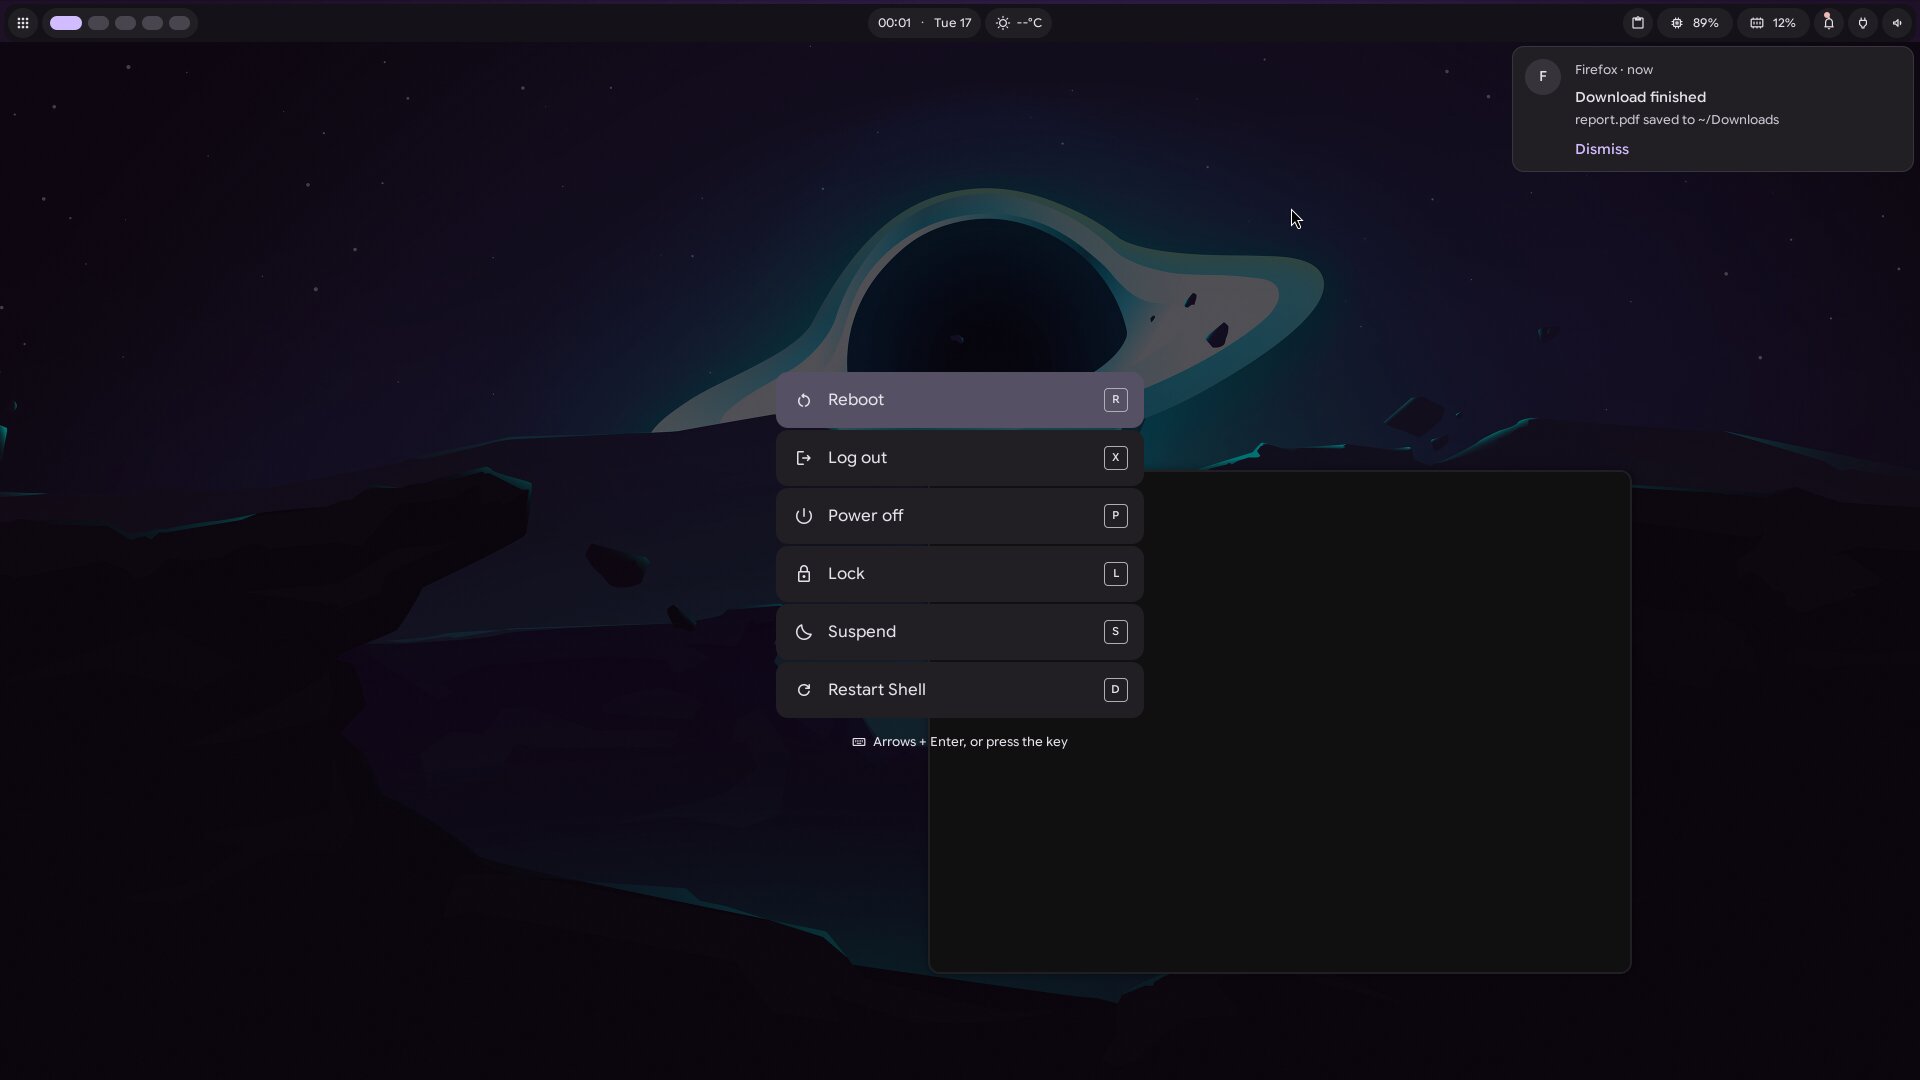 00:01 · Tue 17
--°C
89%
12%
F
Firefox · now
Download finished
report.pdf saved to ~/Downloads
Dismiss
Reboot R
Log out X
Power off P
Lock L
Suspend S
Restart Shell D
Arrows + Enter, or press the key